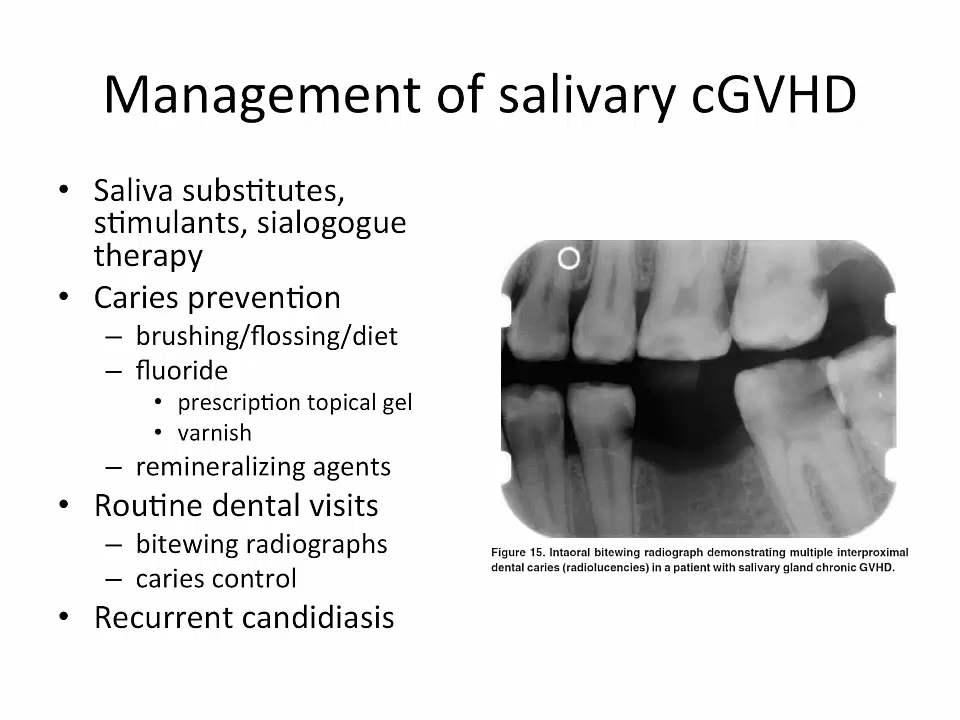 Management of salivary cGVHD
• Saliva substitutes,
stimulants, sialogogue
therapy
• Caries prevention
– brushing/flossing/diet
– fluoride
• prescription topical gel
• varnish
– remineralizing agents
• Routine dental visits
– bitewing radiographs
– caries control
• Recurrent candidiasis
Figure 15. Intaoral bitewing radiograph demonstrating multiple interproximal
dental caries (radiolucencies) in a patient with salivary gland chronic GVHD.